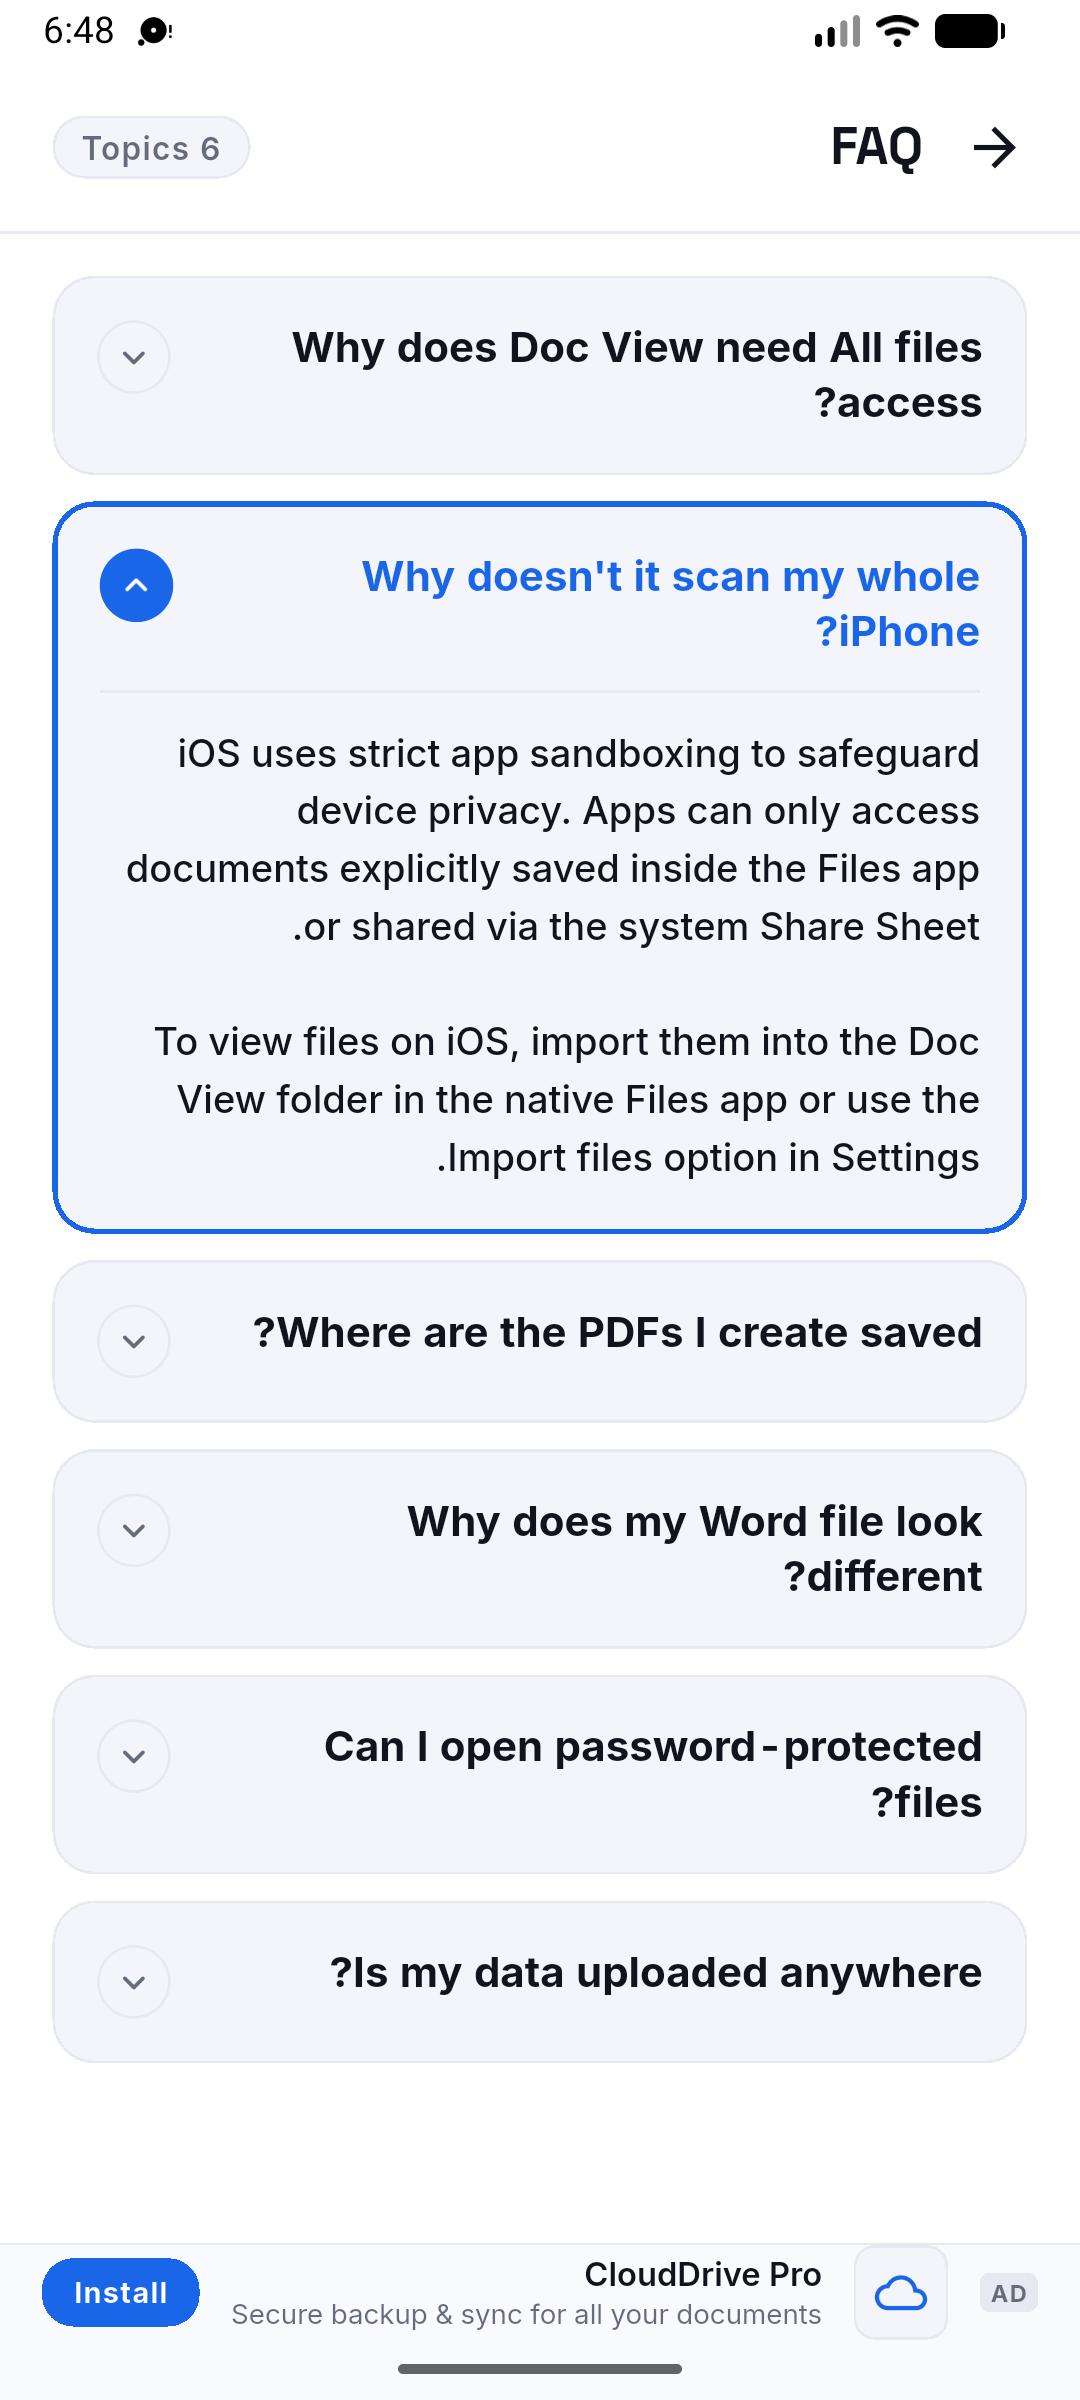 6:48
FAQ
Topics 6
Why does Doc View need All files
?access
Why doesn't it scan my whole
?iPhone
iOS uses strict app sandboxing to safeguard
device privacy. Apps can only access
documents explicitly saved inside the Files app
.or shared via the system Share Sheet
To view files on iOS, import them into the Doc
View folder in the native Files app or use the
.Import files option in Settings
?Where are the PDFs I create saved
Why does my Word file look
?different
Can I open password-protected
?files
?Is my data uploaded anywhere
AD
CloudDrive Pro
Secure backup & sync for all your documents
Install